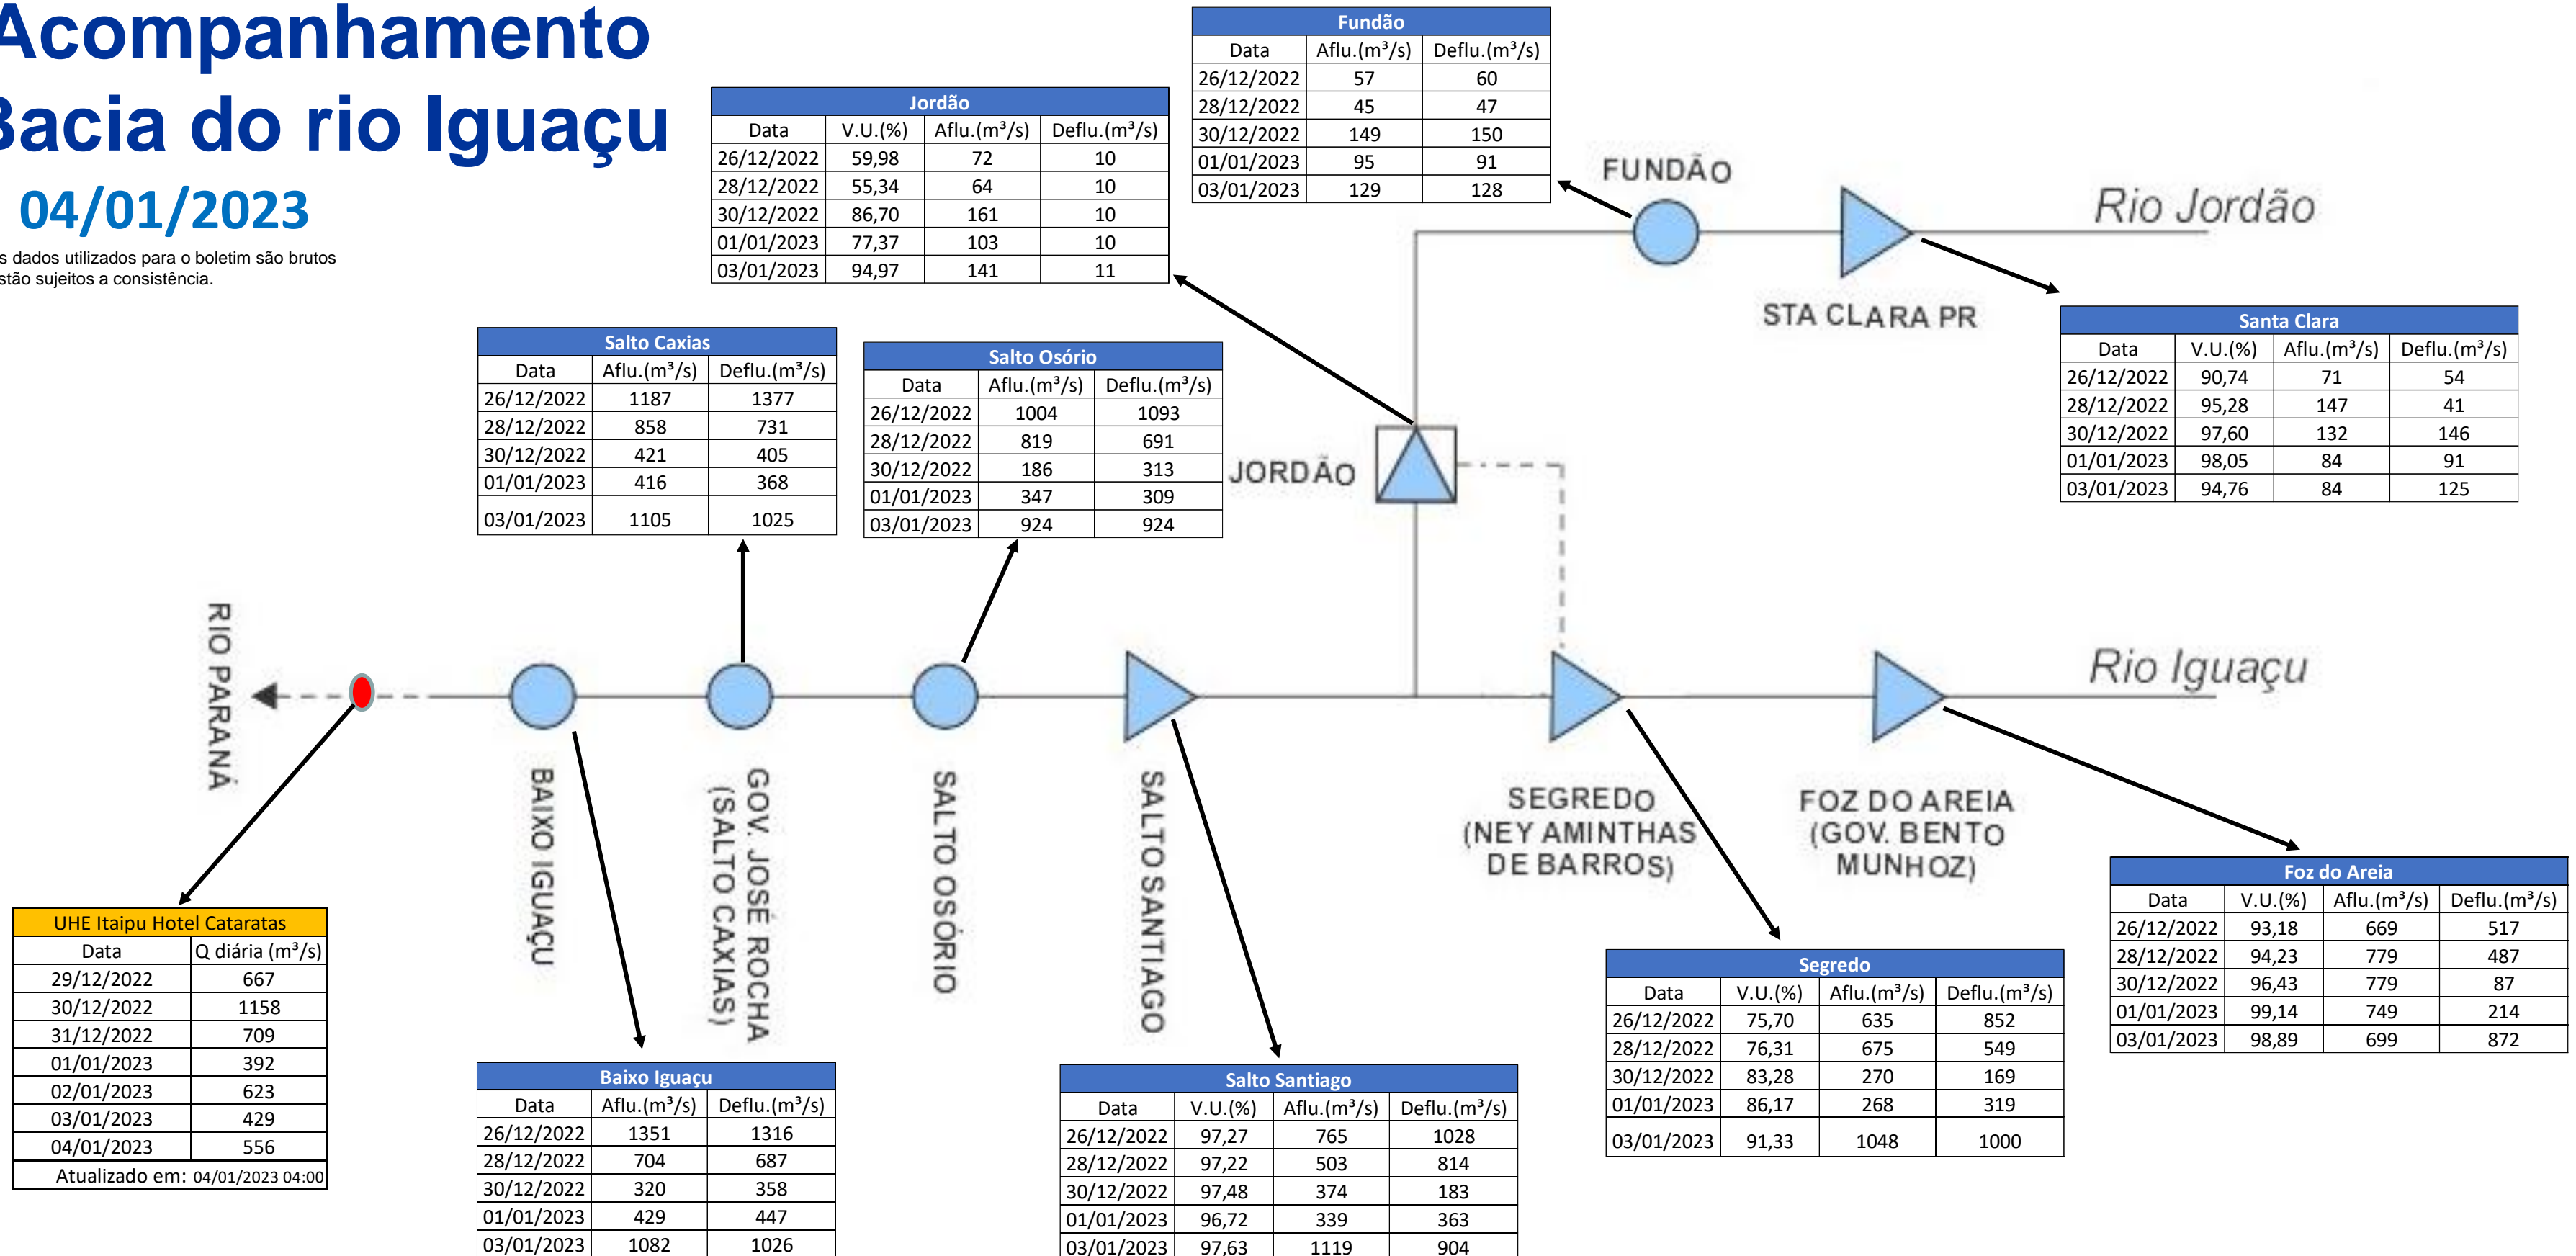 Acompanhamento
Bacia do rio Iguaçu
04/01/2023
s dados utilizados para o boletim são brutos
stão sujeitos a consistência.
Fundão
Data Aflu.(m³/s) Deflu.(m³/s)
26/12/2022 57 60
28/12/2022 45 47
30/12/2022 149 150
01/01/2023 95 91
03/01/2023 129 128
Jordão
Data V.U.(%) Aflu.(m³/s) Deflu.(m³/s)
26/12/2022 59,98 72 10
28/12/2022 55,34 64 10
30/12/2022 86,70 161 10
01/01/2023 77,37 103 10
03/01/2023 94,97 141 11
FUNDÃO
Rio Jordão
STA CLARA PR
Santa Clara
Data V.U.(%) Aflu.(m³/s) Deflu.(m³/s)
26/12/2022 90,74 71 54
28/12/2022 95,28 147 41
30/12/2022 97,60 132 146
01/01/2023 98,05 84 91
03/01/2023 94,76 84 125
Salto Caxias
Data Aflu.(m³/s) Deflu.(m³/s)
26/12/2022 1187 1377
28/12/2022 858 731
30/12/2022 421 405
01/01/2023 416 368
03/01/2023 1105 1025
Salto Osório
Data Aflu.(m³/s) Deflu.(m³/s)
26/12/2022 1004 1093
28/12/2022 819 691
30/12/2022 186 313
01/01/2023 347 309
03/01/2023 924 924
JORDÃO
RIO PARANÁ
Rio Iguaçu
BAIXO IGUAÇU
GOV. JOSÉ ROCHA
(SALTO CAXIAS)
SALTO OSÓRIO
SALTO SANTIAGO
SEGREDO
(NEY AMINTHAS
DE BARROS)
FOZ DO AREIA
(GOV. BENTO
MUNHOZ)
Foz do Areia
Data V.U.(%) Aflu.(m³/s) Deflu.(m³/s)
26/12/2022 93,18 669 517
28/12/2022 94,23 779 487
30/12/2022 96,43 779 87
01/01/2023 99,14 749 214
03/01/2023 98,89 699 872
UHE Itaipu Hotel Cataratas
Data Q diária (m³/s)
29/12/2022 667
30/12/2022 1158
31/12/2022 709
01/01/2023 392
02/01/2023 623
03/01/2023 429
04/01/2023 556
Atualizado em: 04/01/2023 04:00
Segredo
Data V.U.(%) Aflu.(m³/s) Deflu.(m³/s)
26/12/2022 75,70 635 852
28/12/2022 76,31 675 549
30/12/2022 83,28 270 169
01/01/2023 86,17 268 319
03/01/2023 91,33 1048 1000
Baixo Iguaçu
Data Aflu.(m³/s) Deflu.(m³/s)
26/12/2022 1351 1316
28/12/2022 704 687
30/12/2022 320 358
01/01/2023 429 447
03/01/2023 1082 1026
Salto Santiago
Data V.U.(%) Aflu.(m³/s) Deflu.(m³/s)
26/12/2022 97,27 765 1028
28/12/2022 97,22 503 814
30/12/2022 97,48 374 183
01/01/2023 96,72 339 363
03/01/2023 97,63 1119 904